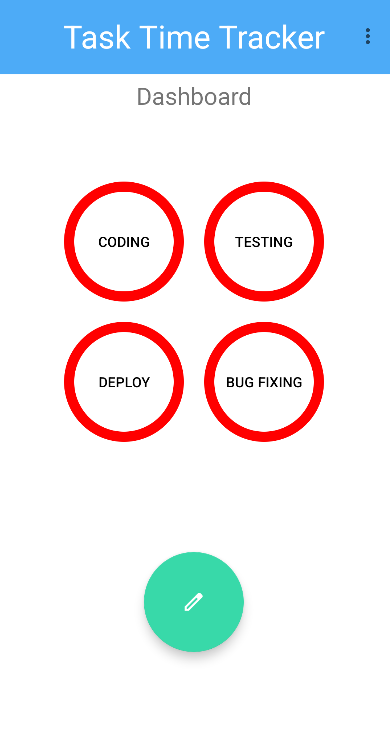 Task Time Tracker
Dashboard
CODING
TESTING
DEPLOY
BUG FIXING